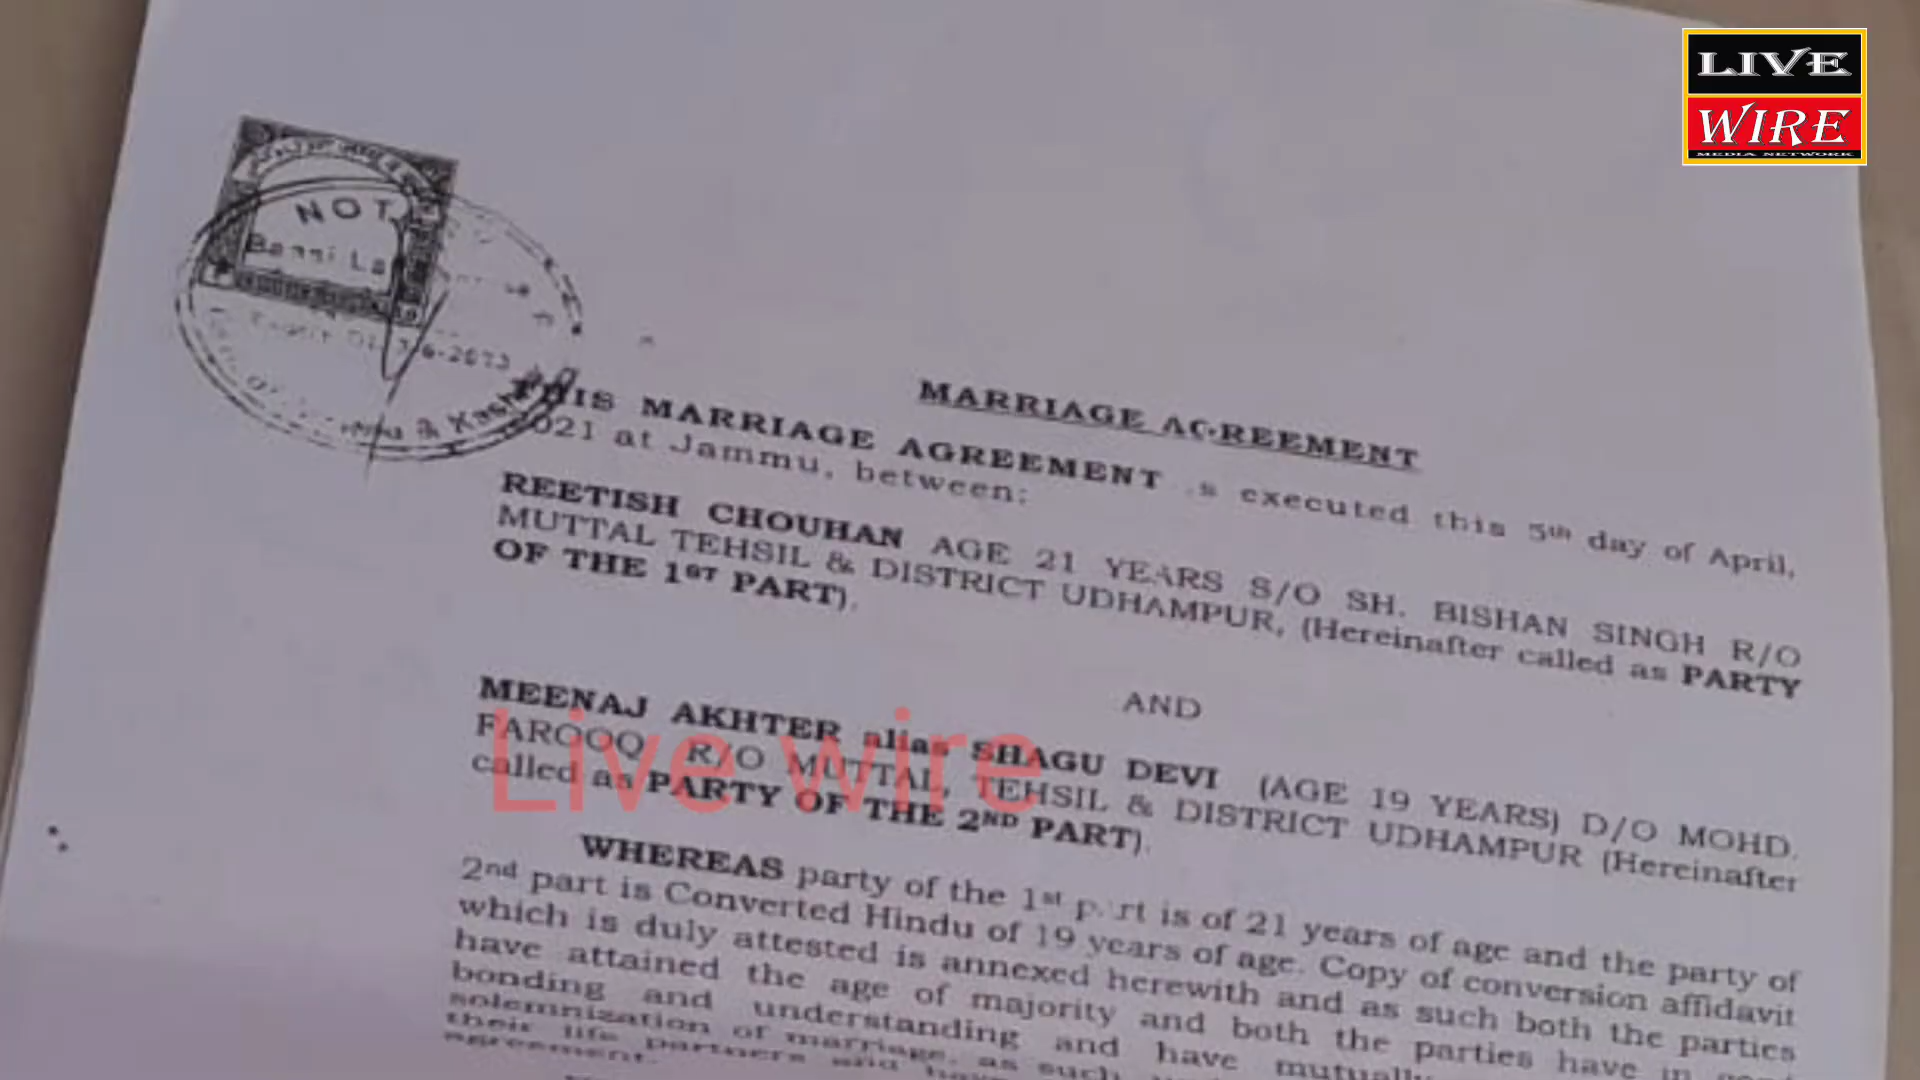 LIVE
WIRE
MEDIA NETWORK
NOT
MARRIAGE AGREEMENT
THIS MARRIAGE AGREEMENT is executed this 5th day of April,
2021 at Jammu, between:
REETISH CHOUHAN AGE 21 YEARS S/O SH. BISHAN SINGH R/O
MUTTAL TEHSIL & DISTRICT UDHAMPUR, (Hereinafter called as PARTY
OF THE 1ST PART).
AND
MEENAJ AKHTER alias SHAGU DEVI (AGE 19 YEARS) D/O MOHD.
FAROOQ R/O MUTTAL, TEHSIL & DISTRICT UDHAMPUR (Hereinafter
called as PARTY OF THE 2ND PART).
Live wire
WHEREAS party of the 1st part is of 21 years of age and the party of
2nd part is Converted Hindu of 19 years of age. Copy of conversion affidavit
which is duly attested is annexed herewith and as such both the parties
have attained the age of majority and both the parties have in
bonding and understanding and have
solemnization of marriage, as such
their life partners and have
agreement.